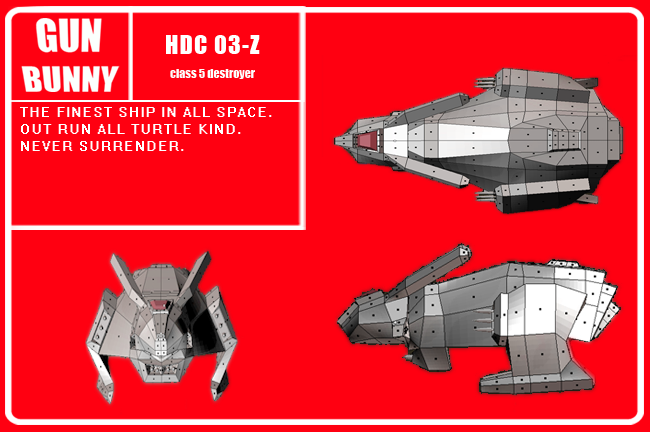 GUN
BUNNY
HDC 03-Z
class 5 destroyer
THE FINEST SHIP IN ALL SPACE.
OUT RUN ALL TURTLE KIND.
NEVER SURRENDER.